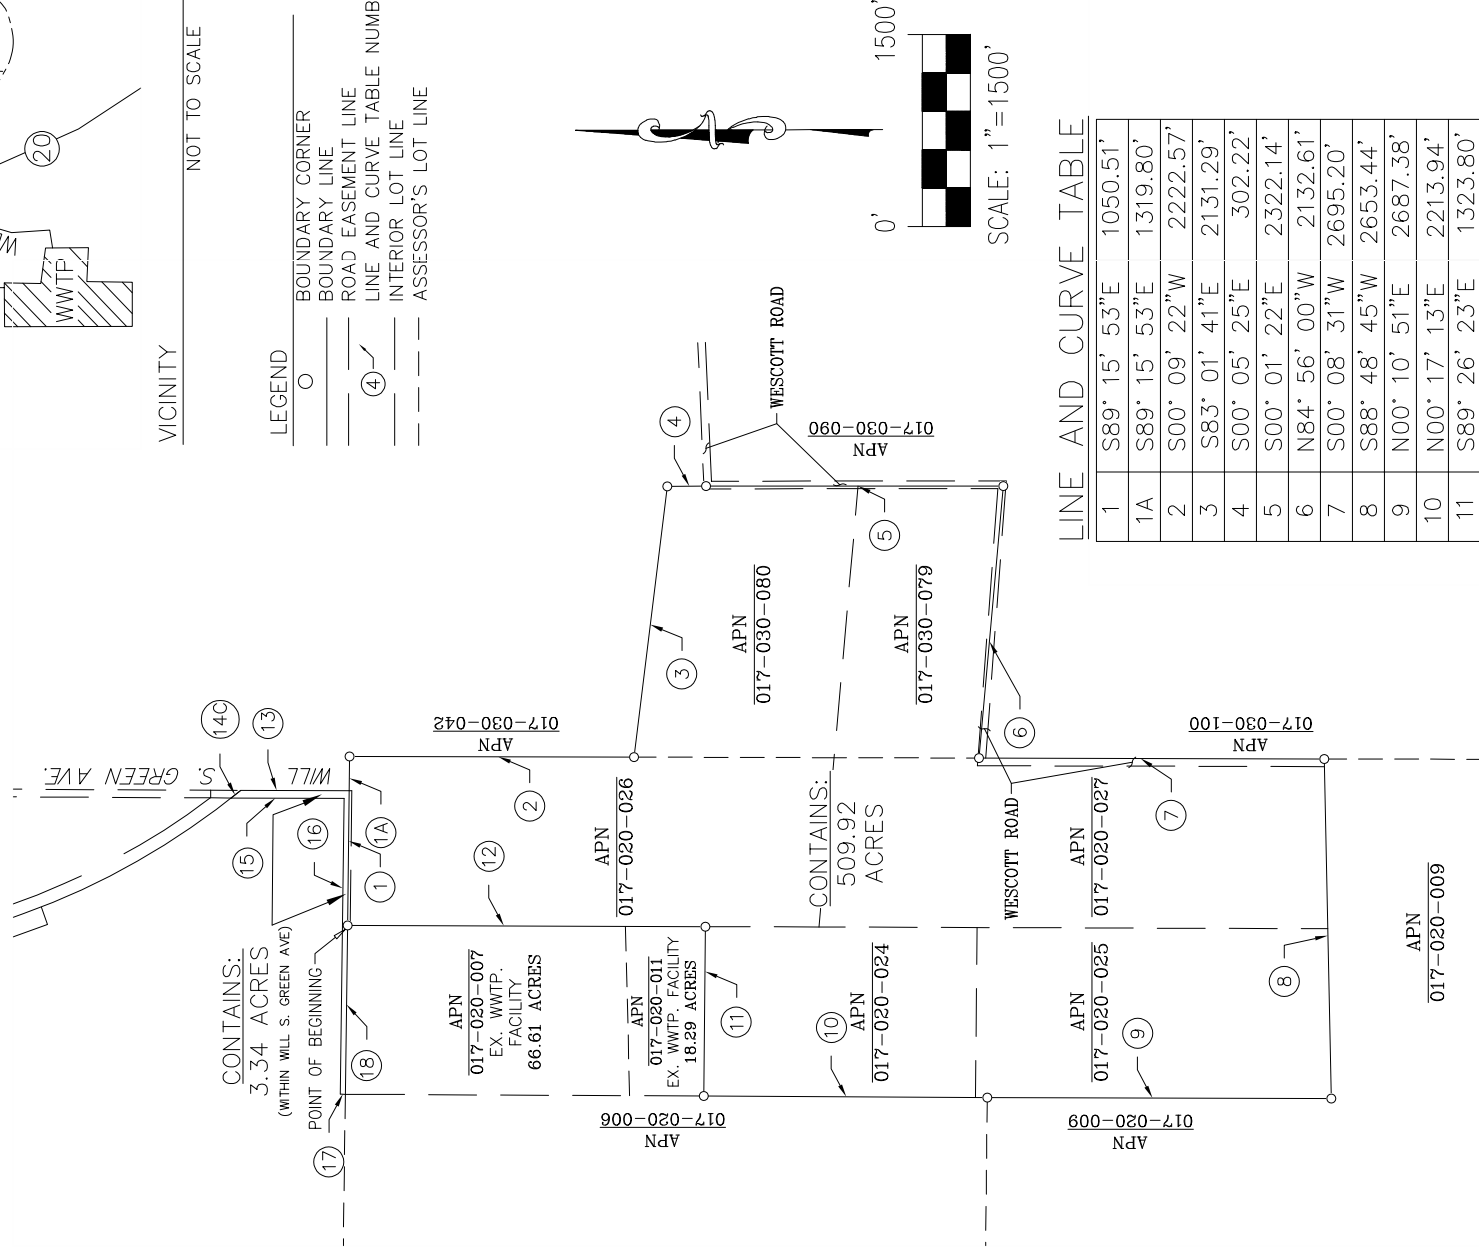 20
WWTP
VICINITY
NOT TO SCALE
LEGEND
BOUNDARY CORNER
BOUNDARY LINE
ROAD EASEMENT LINE
4
LINE AND CURVE TABLE NUMB
INTERIOR LOT LINE
ASSESSOR'S LOT LINE
0'
1500'
SCALE: 1"=1500'
WILL S. GREEN AVE.
14C
13
15
16
1A
1
CONTAINS:
3.34 ACRES
(WITHIN WILL S. GREEN AVE)
POINT OF BEGINNING
17
18
APN
017-030-042
2
12
3
4
5
6
7
8
9
10
11
WESCOTT ROAD
APN
017-030-090
APN
017-030-080
APN
017-030-079
APN
017-020-026
CONTAINS:
509.92
ACRES
WESCOTT ROAD
APN
017-020-027
APN
017-030-100
APN
017-020-007
EX. WWTP.
FACILITY
66.61 ACRES
APN
017-020-011
EX. WWTP. FACILITY
18.29 ACRES
APN
017-020-024
APN
017-020-025
APN
017-020-006
APN
017-020-009
APN
017-020-009
LINE AND CURVE TABLE
1 S89° 15' 53"E 1050.51'
1A S89° 15' 53"E 1319.80'
2 S00° 09' 22"W 2222.57'
3 S83° 01' 41"E 2131.29'
4 S00° 05' 25"E 302.22'
5 S00° 01' 22"E 2322.14'
6 N84° 56' 00"W 2132.61'
7 S00° 08' 31"W 2695.20'
8 S88° 48' 45"W 2653.44'
9 N00° 10' 51"E 2687.38'
10 N00° 17' 13"E 2213.94'
11 S89° 26' 23"E 1323.80'